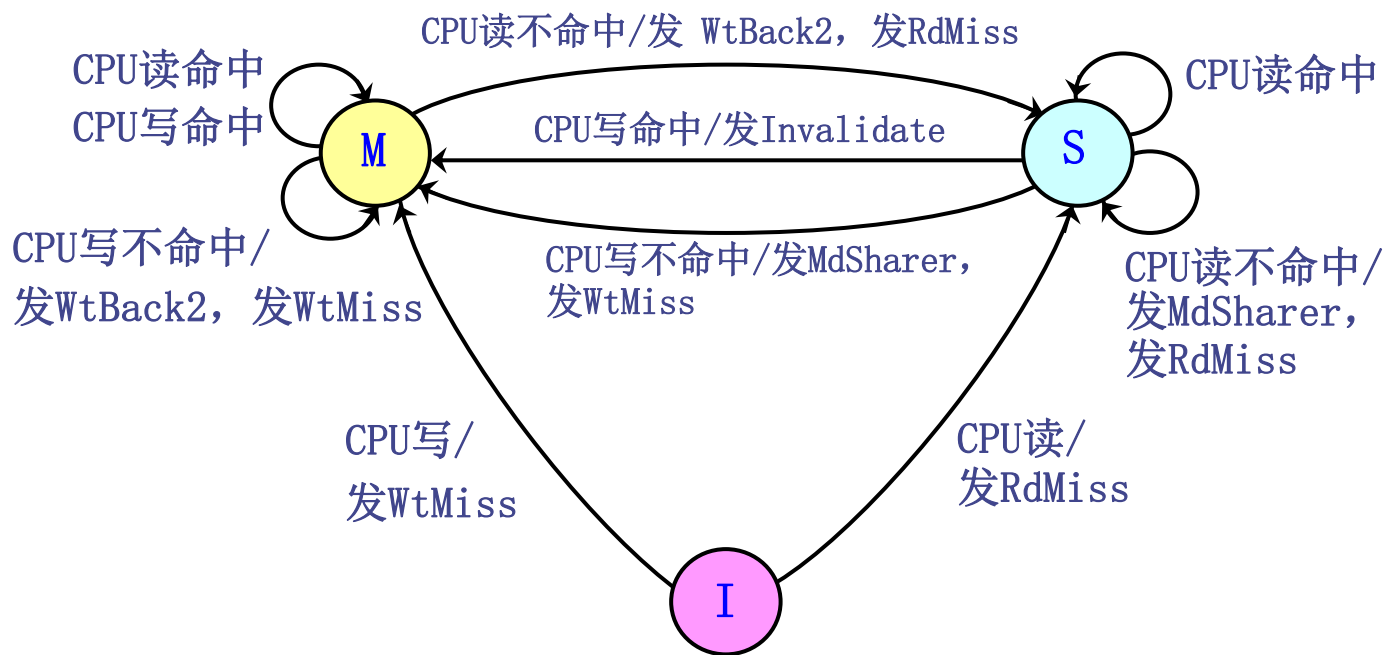 CPU读不命中/发 WtBack2，发RdMiss
CPU读命中
CPU写命中
CPU读命中
CPU写命中/发Invalidate
M
S
CPU写不命中/
发WtBack2，发WtMiss
CPU写不命中/发MdSharer，
发WtMiss
CPU读不命中/
发MdSharer，
发RdMiss
CPU写/
发WtMiss
CPU读/
发RdMiss
I